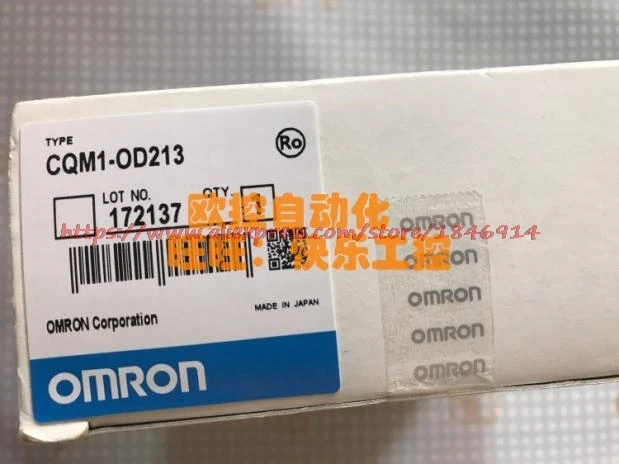 TYPE
CQM1-OD213
Ro
LOT NO.
QTY.
172137
欧控自动化
https://www.aliexpress.com/store/1846914
旺旺：娱乐工控
MADE IN JAPAN
OMRON Corporation
OMRON
OMRON
OMRON
OMRON
OMRON
OMRON